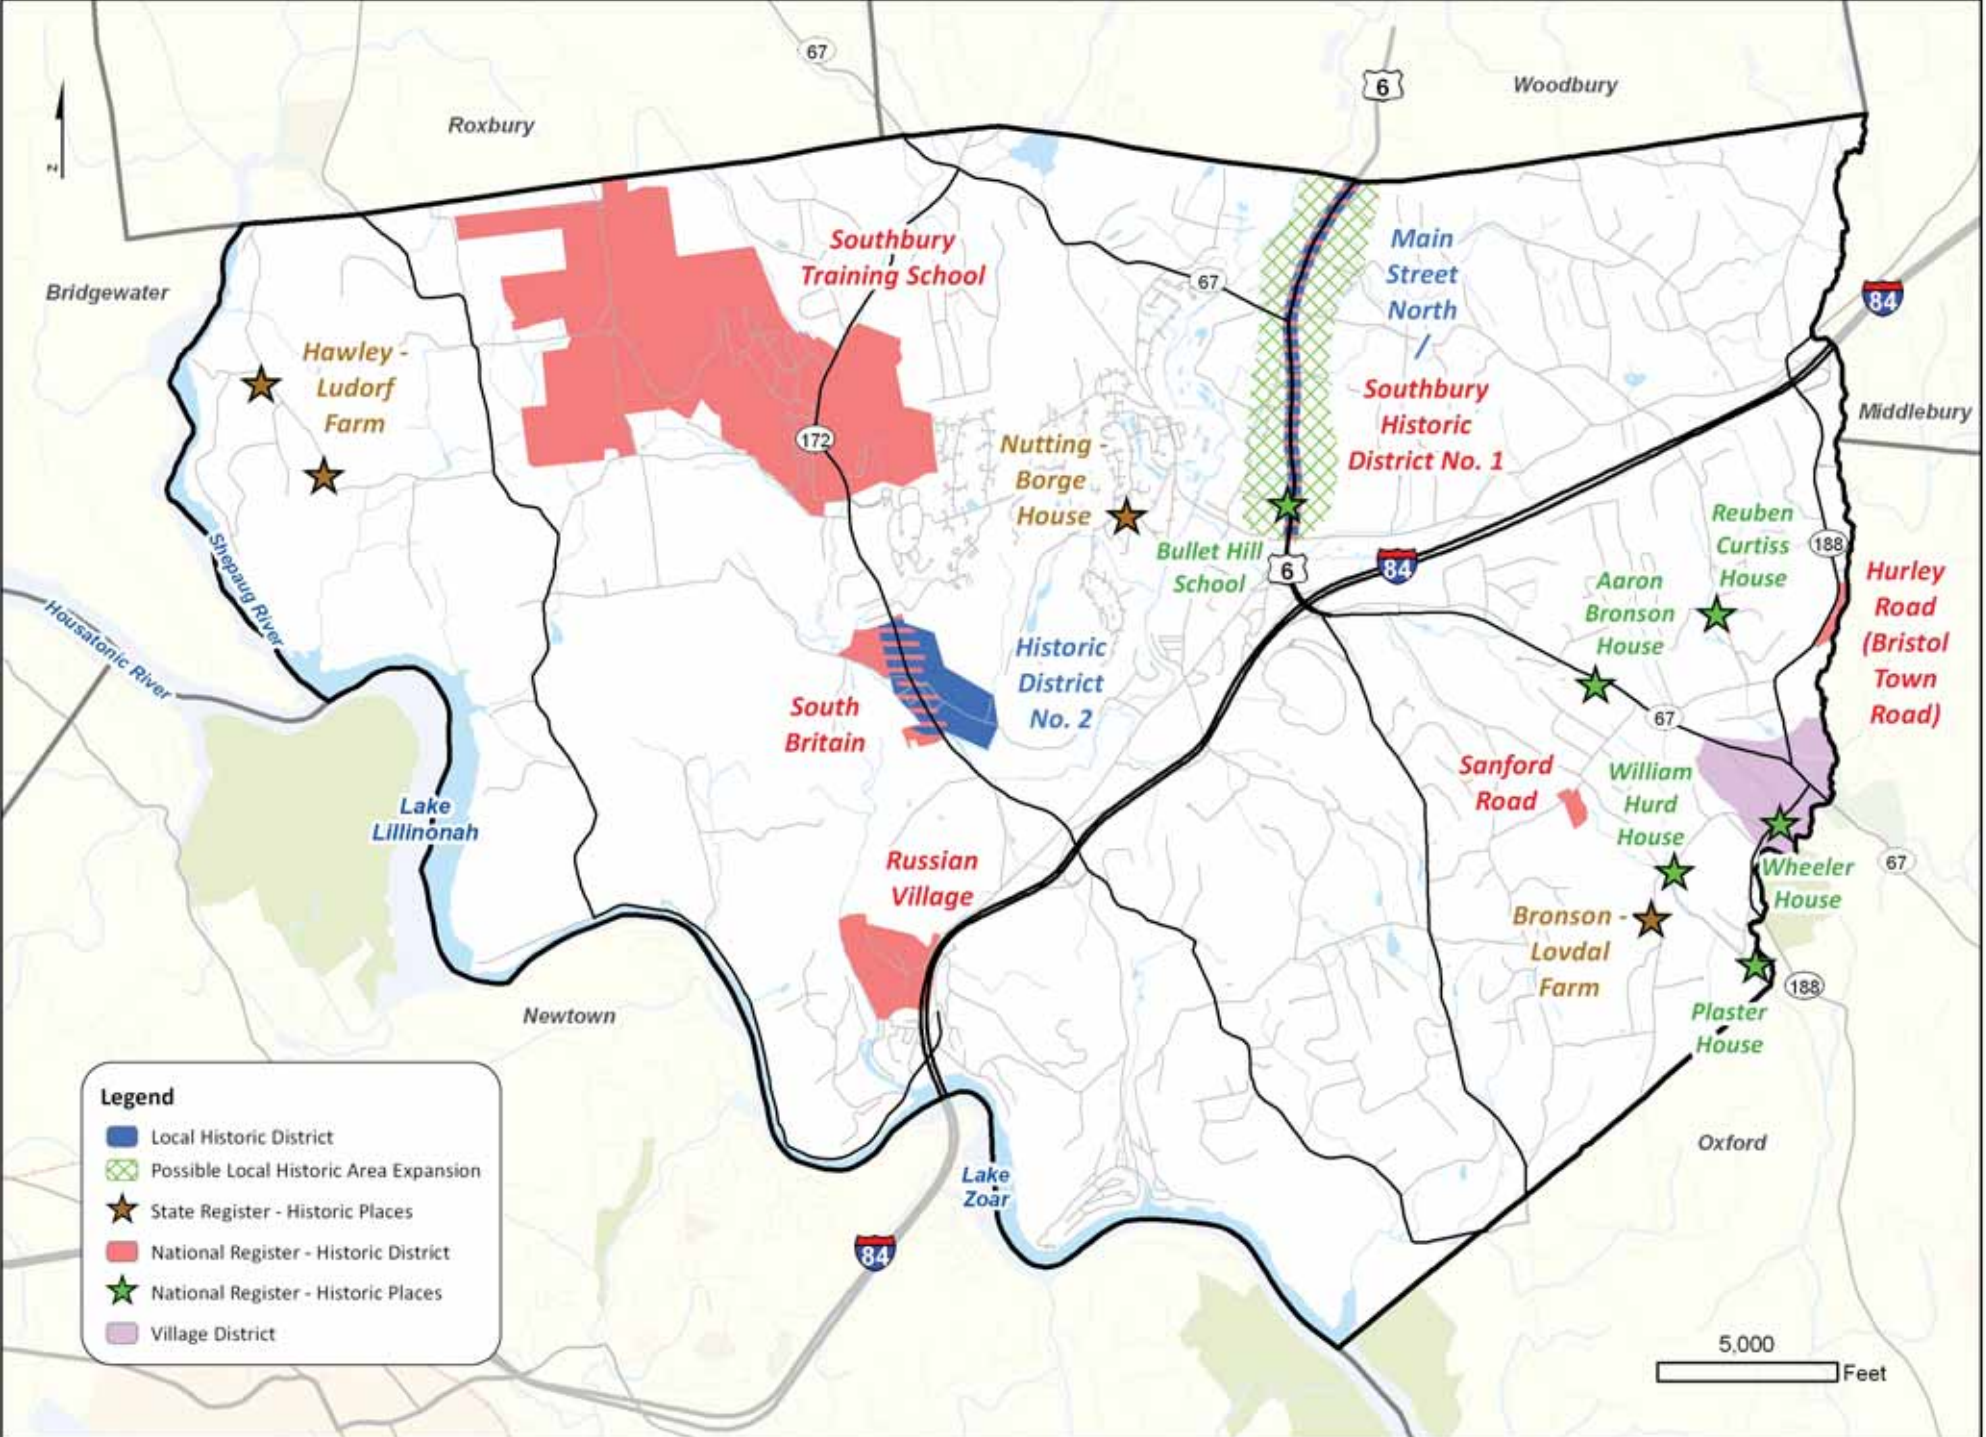 67
6
Woodbury
Roxbury
N
Southbury
Training School
Main
Street
North
/
Bridgewater
67
84
Hawley -
Ludorf
Farm
Southbury
Historic
District No. 1
Middlebury
172
Nutting -
Borge
House
Reuben
Curtiss
House
Bullet Hill
School
6
84
188
Shepaug River
Aaron
Bronson
House
Hurley
Road
(Bristol
Town
Road)
Housatonic River
Historic
District
No. 2
South
Britain
67
Sanford
Road
William
Hurd
House
Lake
Lillinonah
Russian
Village
Wheeler
House
67
Bronson -
Lovdal
Farm
188
Newtown
Plaster
House
Oxford
Lake
Zoar
84
Legend
Local Historic District
Possible Local Historic Area Expansion
State Register - Historic Places
National Register - Historic District
National Register - Historic Places
Village District
5,000
Feet